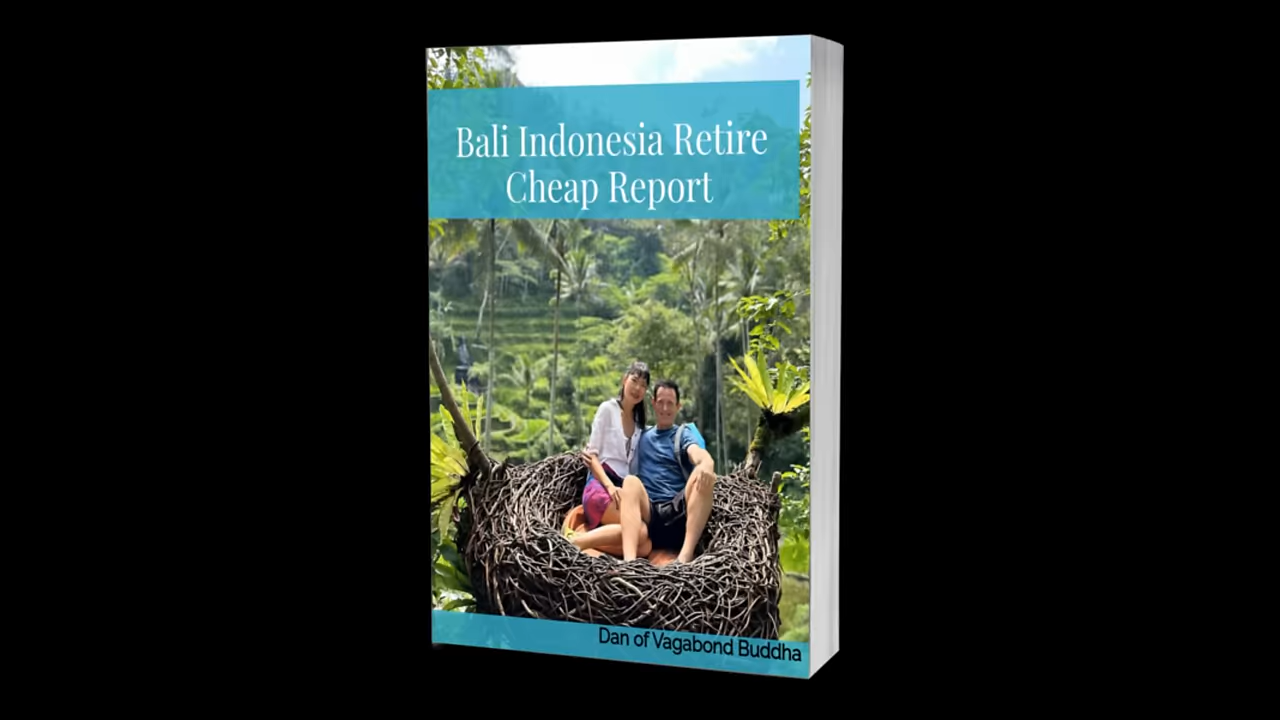 Bali Indonesia Retire
Cheap Report
Dan of Vagabond Buddha